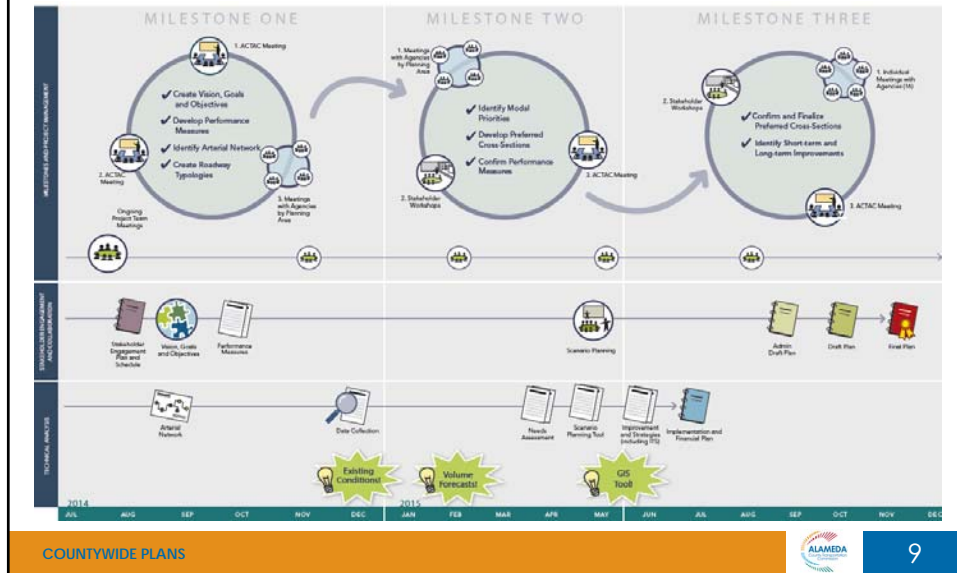 MILESTONE ONE
MILESTONE TWO
MILESTONE THREE
MILESTONES AND PROJECT MANAGEMENT
1. ACTAC Meeting
✓ Create Vision, Goals
and Objectives
✓ Develop Performance
Measures
✓ Identify Arterial Network
✓ Create Roadway
Typologies
2. ACTAC
Meeting
3. Meetings
with Agencies
by Planning
Area
Ongoing
Project Team
Meetings
1. Meetings
with Agencies
by Planning
Area
✓ Identify Modal
Priorities
✓ Develop Preferred
Cross-Sections
✓ Confirm Performance
Measures
2. Stakeholder
Workshops
3. ACTAC Meeting
1. Individual
Meetings with
Agencies (16)
2. Stakeholder
Workshops
✓ Confirm and Finalize
Preferred Cross-Sections
✓ Identify Short-term and
Long-term Improvements
3. ACTAC Meeting
STAKEHOLDER ENGAGEMENT
AND COLLABORATION
Stakeholder
Engagement
Plan and
Schedule
Vision, Goals
and Objectives
Performance
Measures
Scenario Planning
Admin
Draft Plan
Draft Plan
Final Plan
TECHNICAL ANALYSIS
Arterial
Network
Data Collection
Needs
Assessment
Scenario
Planning Tool
Improvement
and Strategies
(including ITS)
Implementation and
Financial Plan
Existing
Conditions!
Volume
Forecasts!
GIS
Tool!
2014
2015
JUL AUG SEP OCT NOV DEC JAN FEB MAR APR MAY JUN JUL AUG SEP OCT NOV DEC
COUNTYWIDE PLANS
ALAMEDA
County Transportation
Commission
9